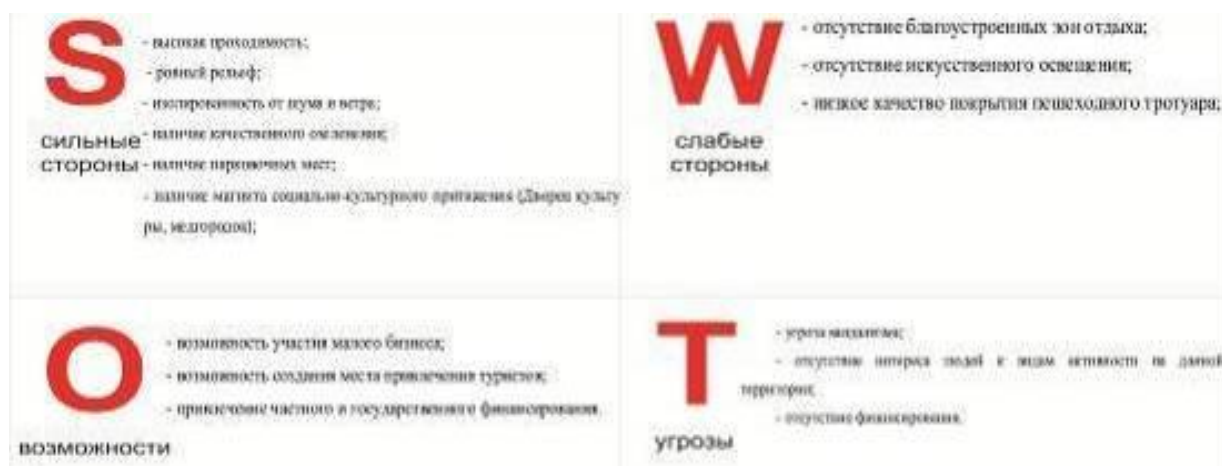 S
сильные
стороны
- высокая проходимость;
- ровный рельеф;
- изолированность от шума и ветра;
- наличие качественного озеленения;
- наличие парковочных мест;
- наличие магнита социально-культурного притяжения (Дворец культу
ры, медгородок);
W
слабые
стороны
- отсутствие благоустроенных зон отдыха;
- отсутствие искусственного освещения;
- низкое качество покрытия пешеходного тротуара;
O
возможности
- возможность участия малого бизнеса;
- возможность создания места привлечения туристов;
- привлечение частного и государственного финансирования.
T
угрозы
- угроза вандализма;
- отсутствие интереса людей к видам активности на данной
территории;
- отсутствие финансирования.